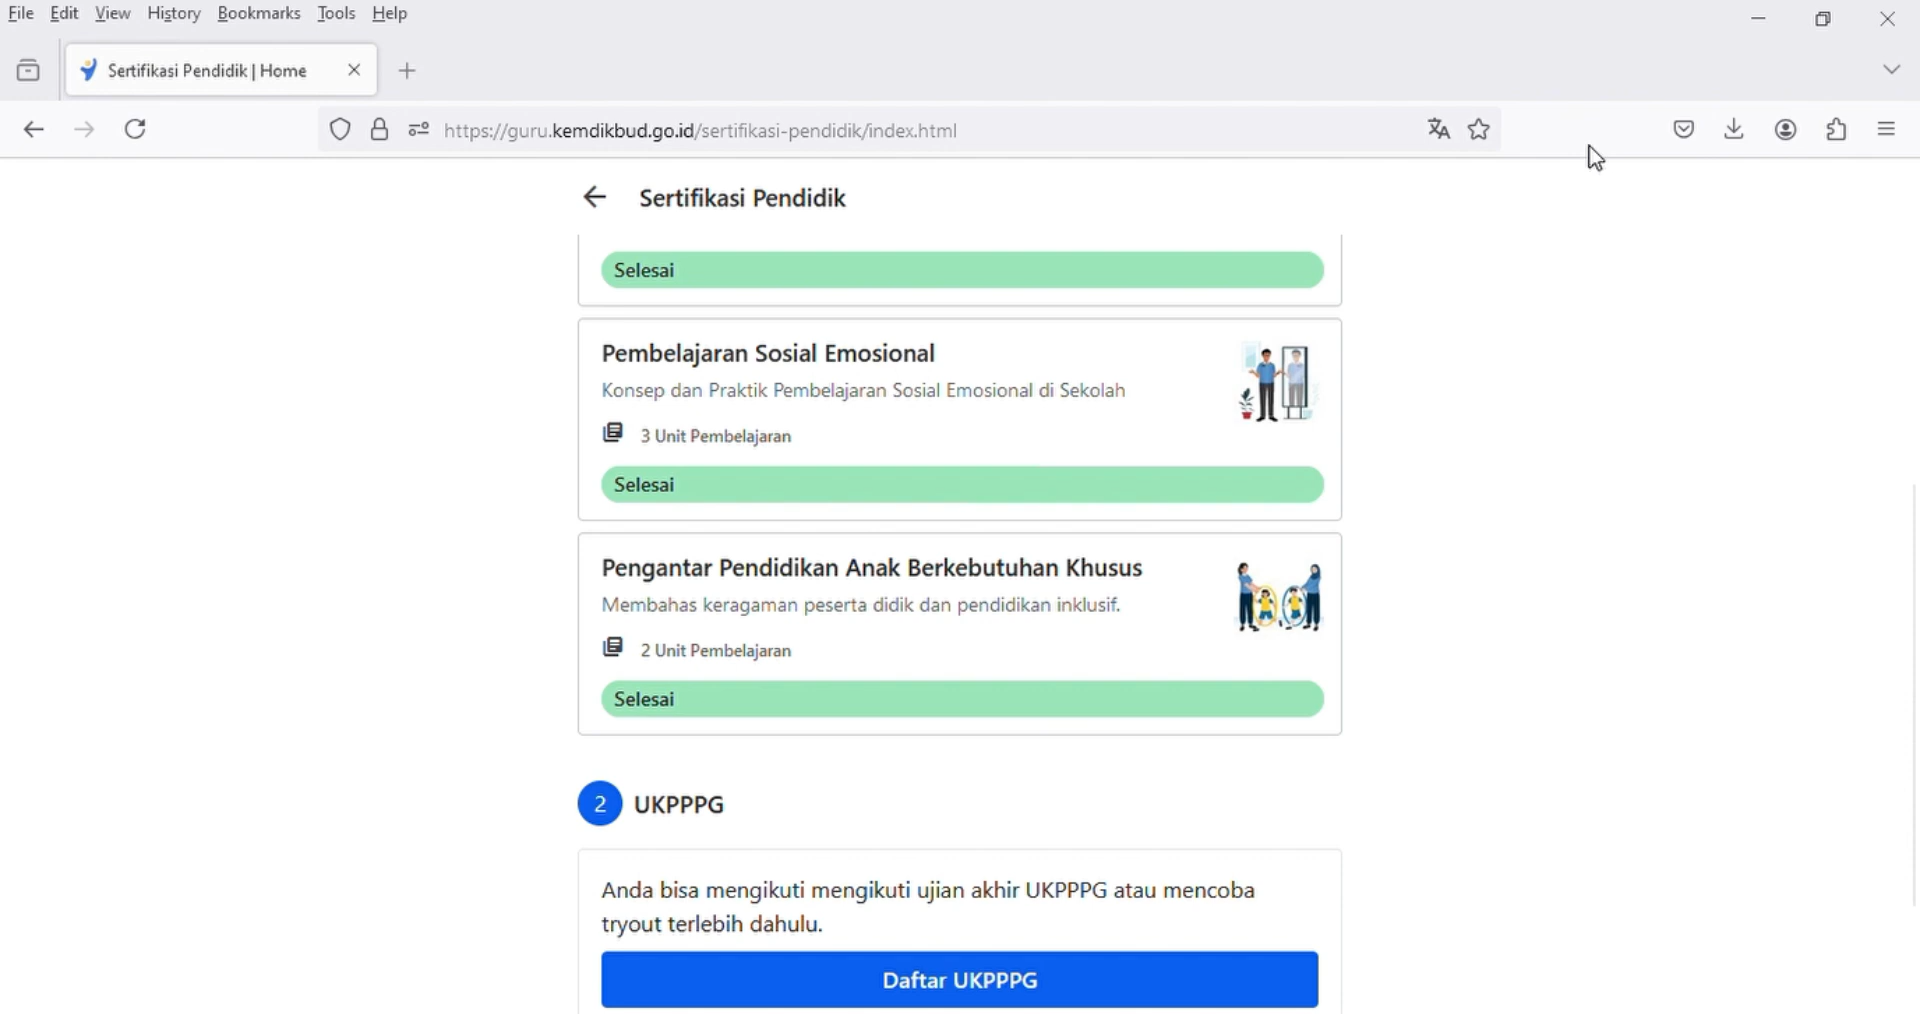 File Edit View History Bookmarks Tools Help
Sertifikasi Pendidik | Home
https://guru.kemdikbud.go.id/sertifikasi-pendidik/index.html
Sertifikasi Pendidik
Selesai
Pembelajaran Sosial Emosional
Konsep dan Praktik Pembelajaran Sosial Emosional di Sekolah
3 Unit Pembelajaran
Selesai
Pengantar Pendidikan Anak Berkebutuhan Khusus
Membahas keragaman peserta didik dan pendidikan inklusif.
2 Unit Pembelajaran
Selesai
2 UKPPPG
Anda bisa mengikuti mengikuti ujian akhir UKPPPG atau mencoba
tryout terlebih dahulu.
Daftar UKPPPG